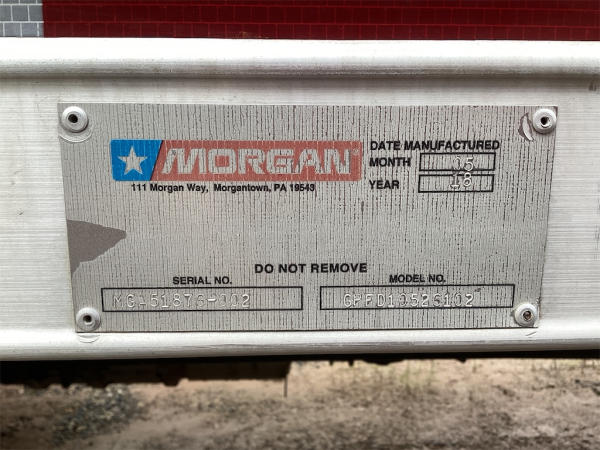 MORGAN
111 Morgan Way, Morgantown, PA 19543
DATE MANUFACTURED
MONTH 05
YEAR 18
DO NOT REMOVE
SERIAL NO.
MODEL NO.